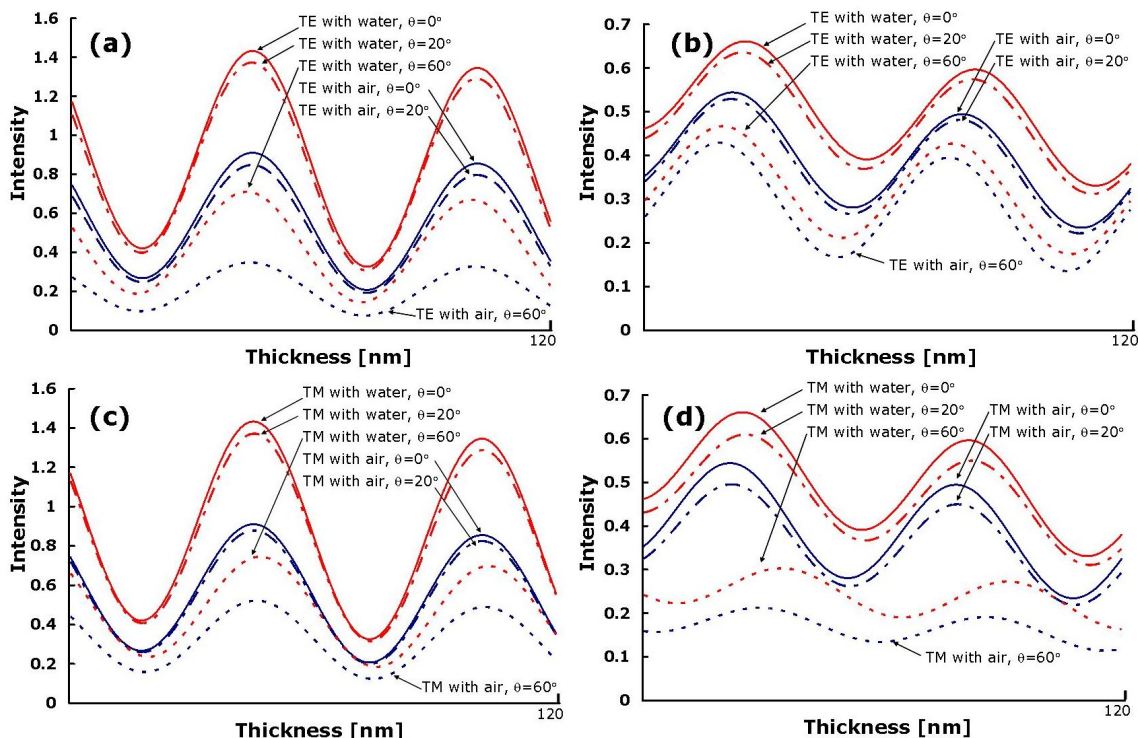 (a)
Intensity
1.6
1.4
1.2
1
0.8
0.6
0.4
0.2
0
TE with water, θ=0°
TE with water, θ=20°
TE with water, θ=60°
TE with air, θ=0°
TE with air, θ=20°
TE with air, θ=60°
Thickness [nm]
120
(b)
Intensity
0.7
0.6
0.5
0.4
0.3
0.2
0.1
0
TE with water, θ=0°
TE with water, θ=20°
TE with water, θ=60°
TE with air, θ=0°
TE with air, θ=20°
TE with air, θ=60°
Thickness [nm]
120
(c)
Intensity
1.6
1.4
1.2
1
0.8
0.6
0.4
0.2
0
TM with water, θ=0°
TM with water, θ=20°
TM with water, θ=60°
TM with air, θ=0°
TM with air, θ=20°
TM with air, θ=60°
Thickness [nm]
120
(d)
Intensity
0.7
0.6
0.5
0.4
0.3
0.2
0.1
0
TM with water, θ=0°
TM with water, θ=20°
TM with water, θ=60°
TM with air, θ=0°
TM with air, θ=20°
TM with air, θ=60°
Thickness [nm]
120